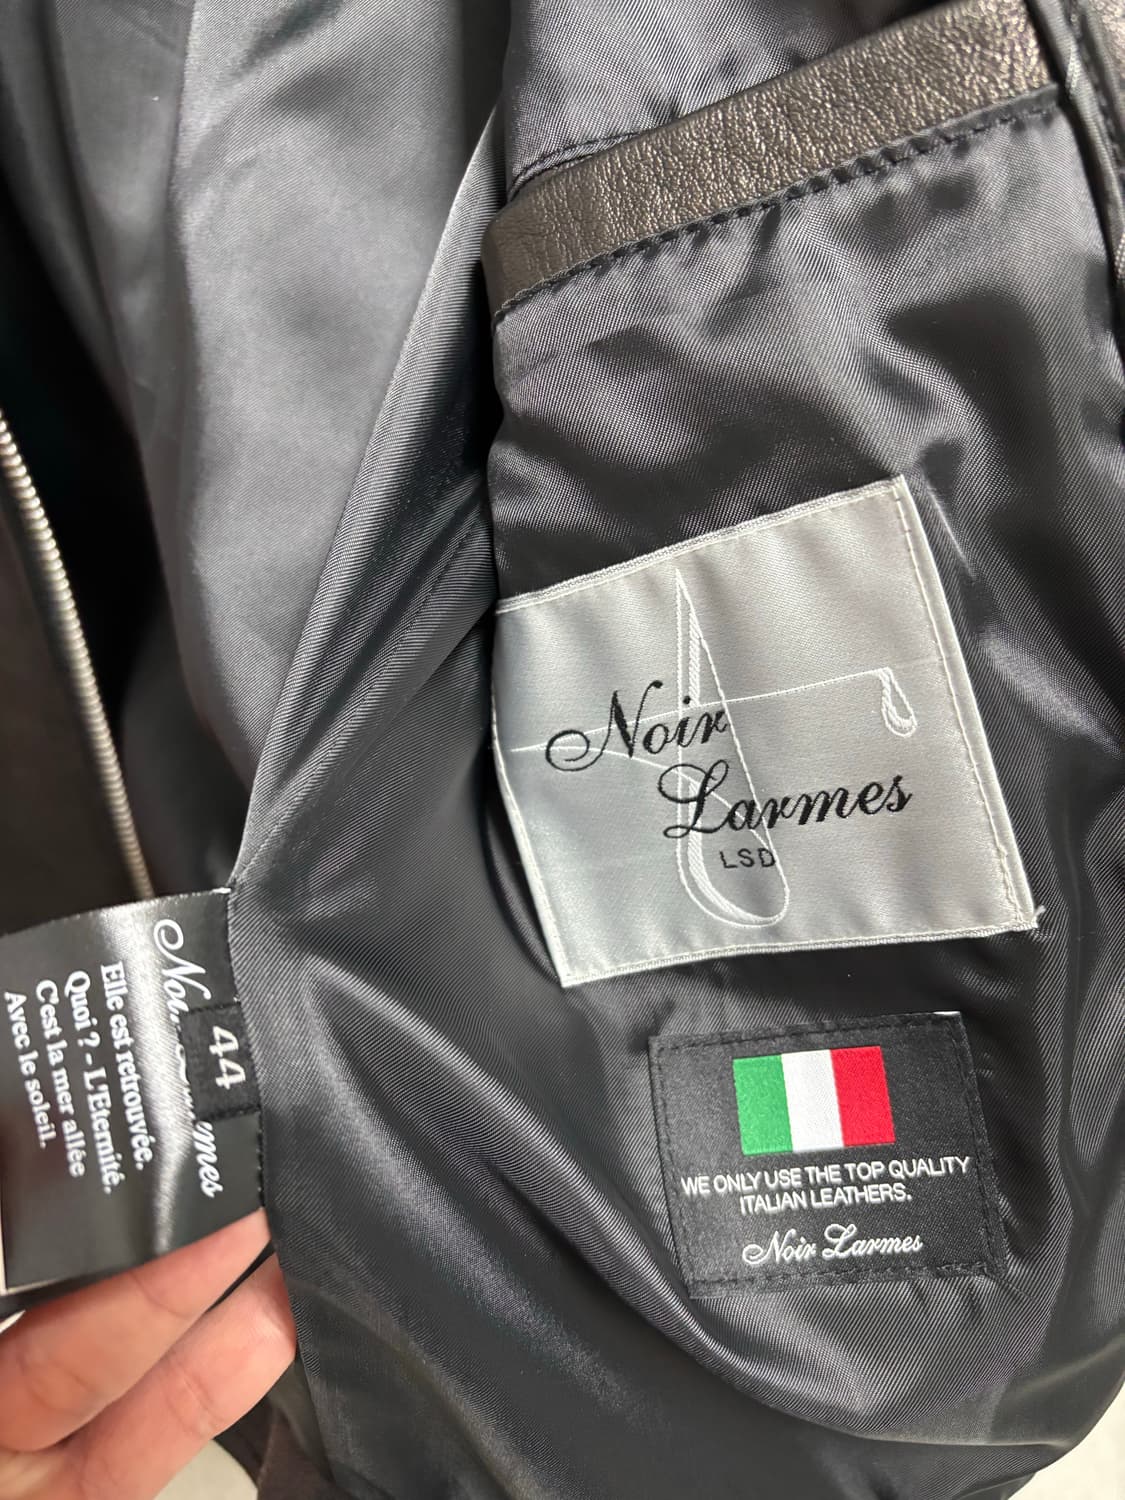 Noir
Larmes
LSD
WE ONLY USE THE TOP QUALITY
ITALIAN LEATHERS.
Noir Larmes
44
Elle est retrouvée.
Quoi ? - L'Eternité.
C'est la mer allée
Avec le soleil.